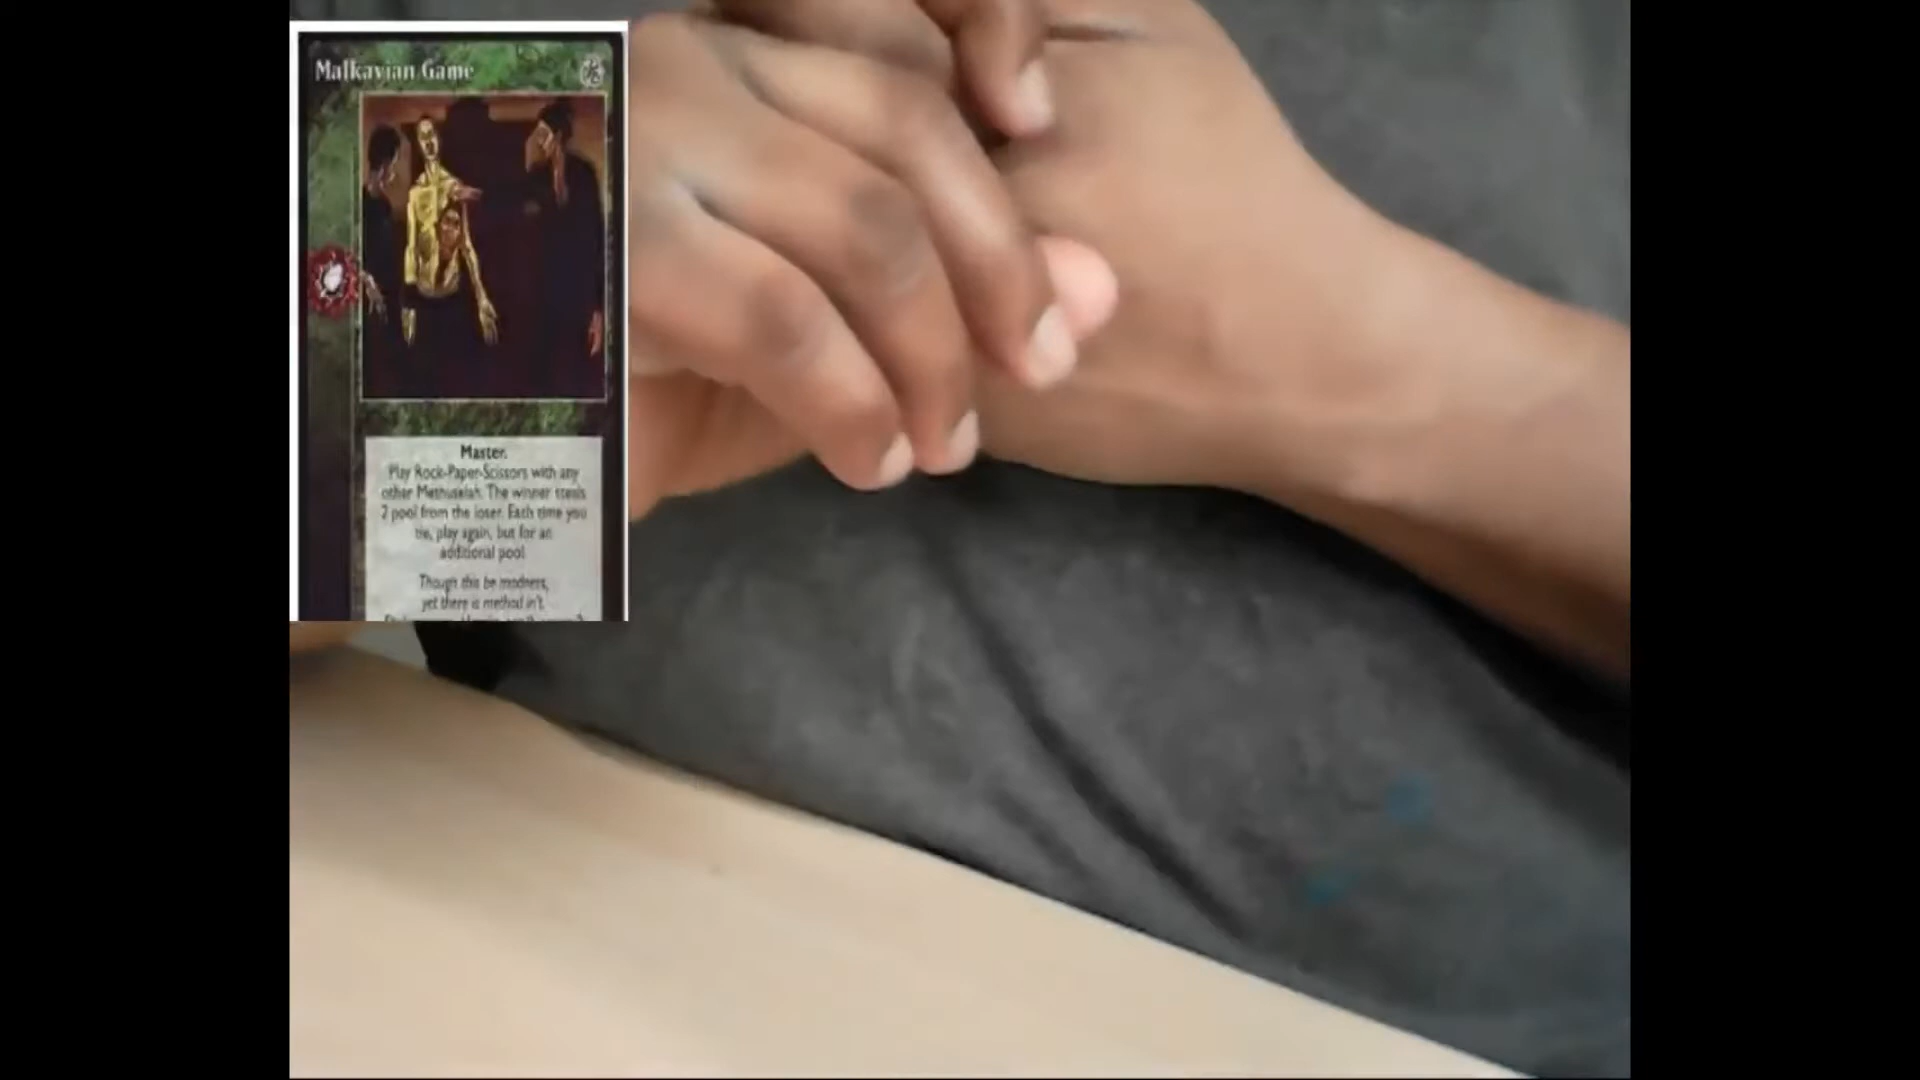 Malkavian Game
Master.
Play Rock-Paper-Scissors with any
other Methuselah. The winner steals
2 pool from the loser. Each time you
tie, play again, but for an
additional pool
Though this be madness,
yet there is method in't.